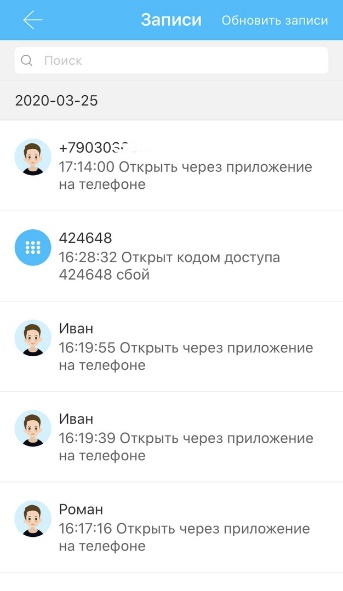 Записи
Обновить записи
Поиск
2020-03-25
+790303
17:14:00 Открыть через приложение
на телефоне
424648
16:28:32 Открыт кодом доступа
424648 сбой
Иван
16:19:55 Открыть через приложение
на телефоне
Иван
16:19:39 Открыть через приложение
на телефоне
Роман
16:17:16 Открыть через приложение
на телефоне